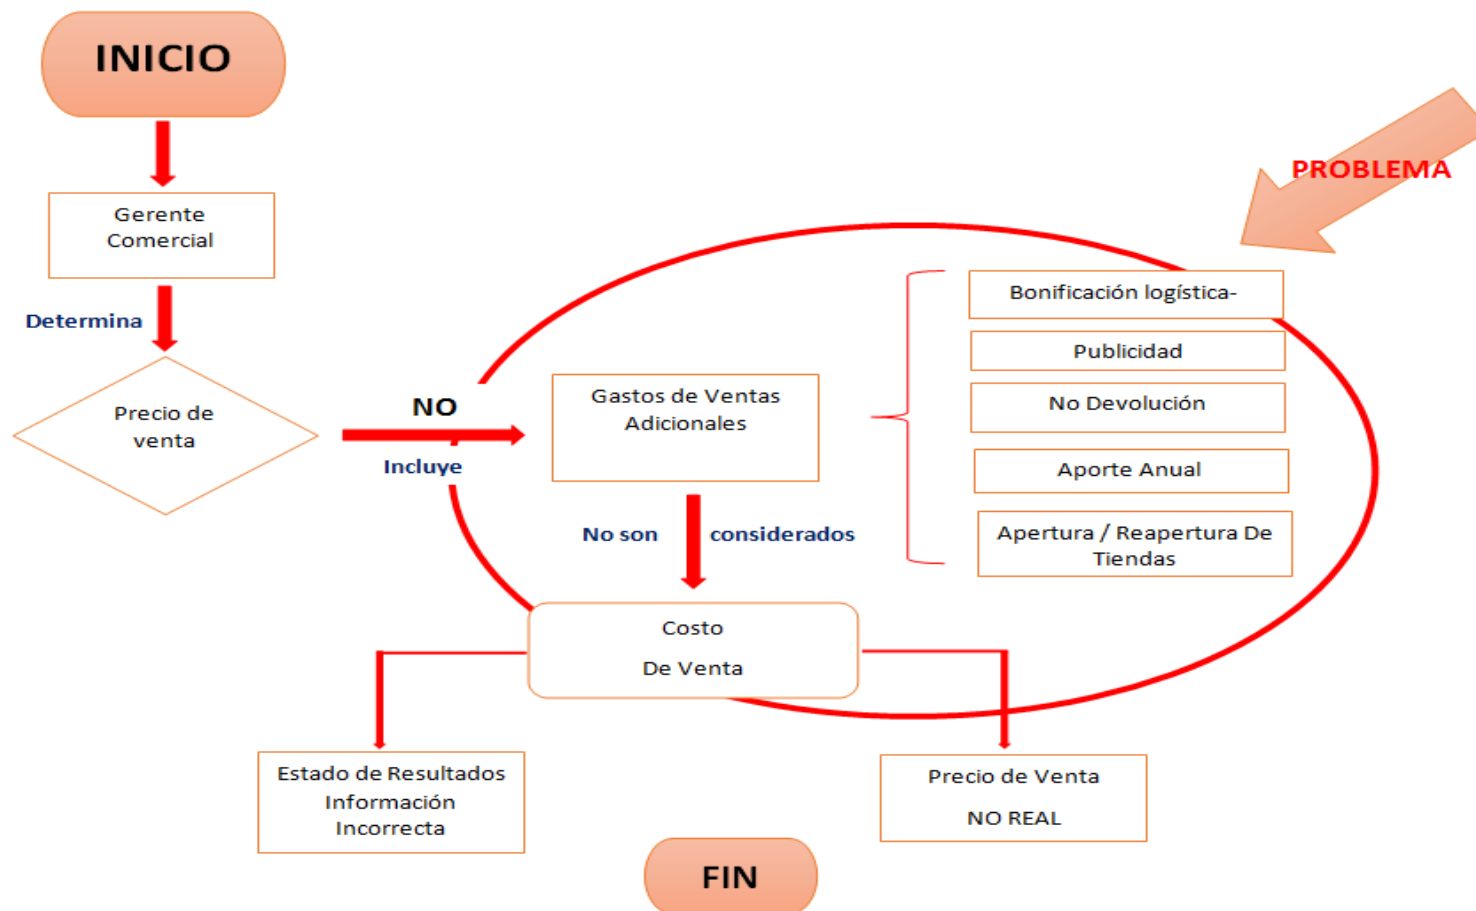 INICIO
PROBLEMA
Gerente
Comercial
Determina
Precio de
venta
NO
Incluye
Gastos de Ventas
Adicionales
Bonificación logística-
Publicidad
No Devolución
Aporte Anual
Apertura / Reapertura De
Tiendas
No son considerados
Costo
De Venta
Estado de Resultados
Información
Incorrecta
Precio de Venta
NO REAL
FIN